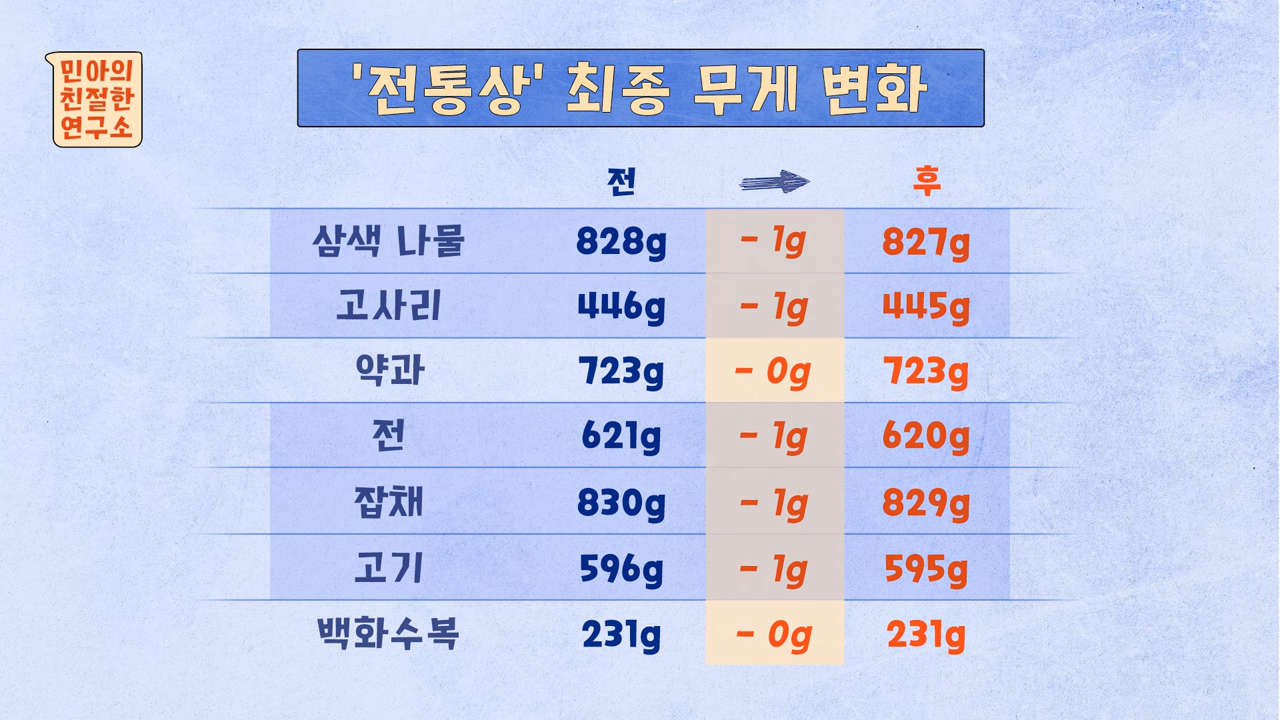 민아의
친절한
연구소
'전통상' 최종 무게 변화
전 후
삼색 나물 828g - 1g 827g
고사리 446g - 1g 445g
약과 723g - 0g 723g
전 621g - 1g 620g
잡채 830g - 1g 829g
고기 596g - 1g 595g
백화수복 231g - 0g 231g